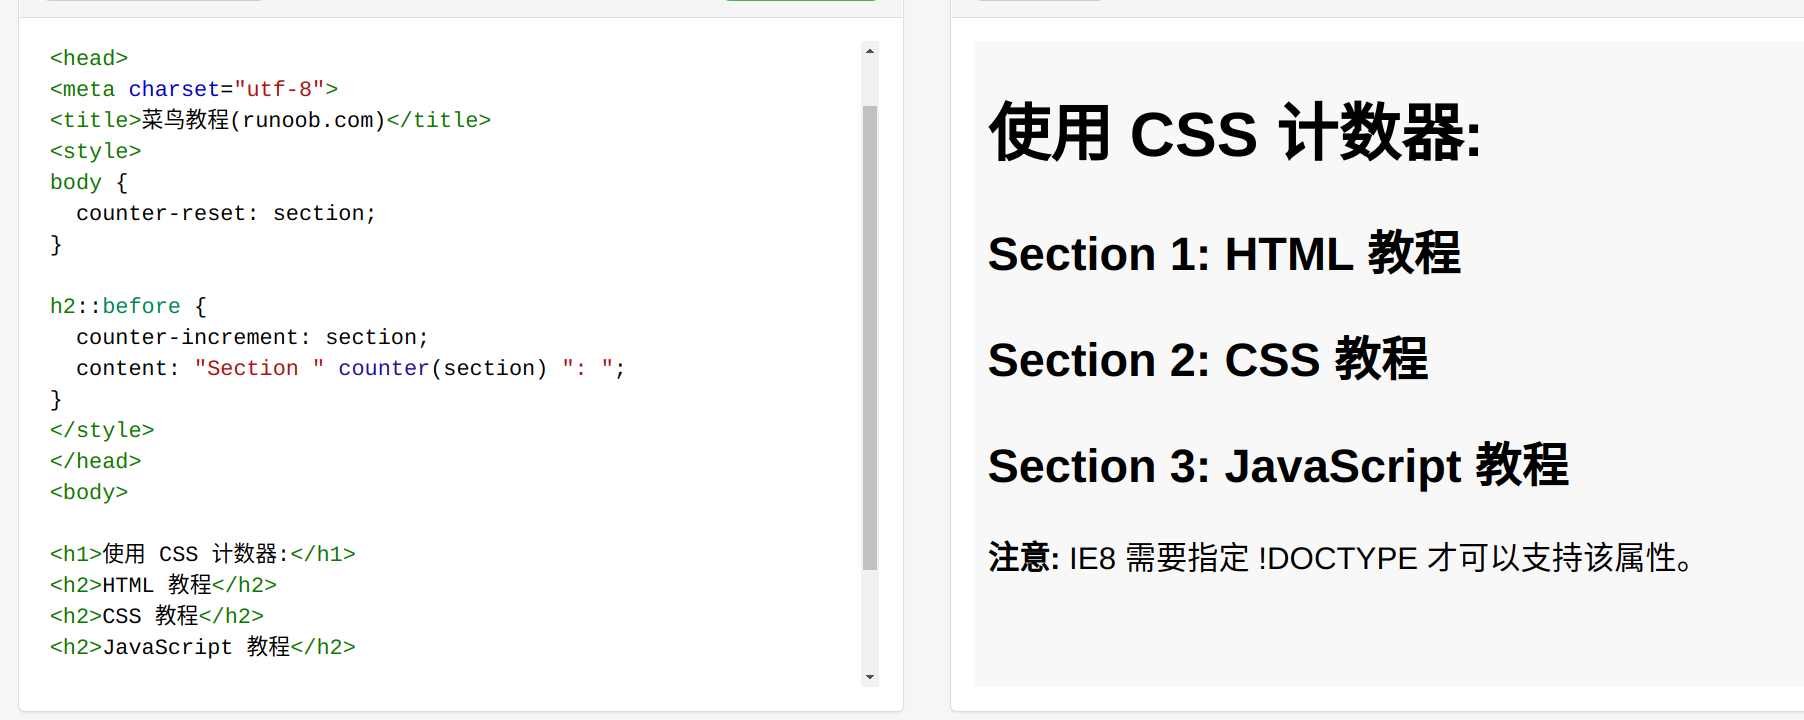 <head>
<meta charset="utf-8">
<title>菜鸟教程(runoob.com)</title>
<style>
body {
  counter-reset: section;
}

h2::before {
  counter-increment: section;
  content: "Section " counter(section) ": ";
}
</style>
</head>
<body>

<h1>使用 CSS 计数器:</h1>
<h2>HTML 教程</h2>
<h2>CSS 教程</h2>
<h2>JavaScript 教程</h2>
使用 CSS 计数器:
Section 1: HTML 教程
Section 2: CSS 教程
Section 3: JavaScript 教程
注意: IE8 需要指定 !DOCTYPE 才可以支持该属性。